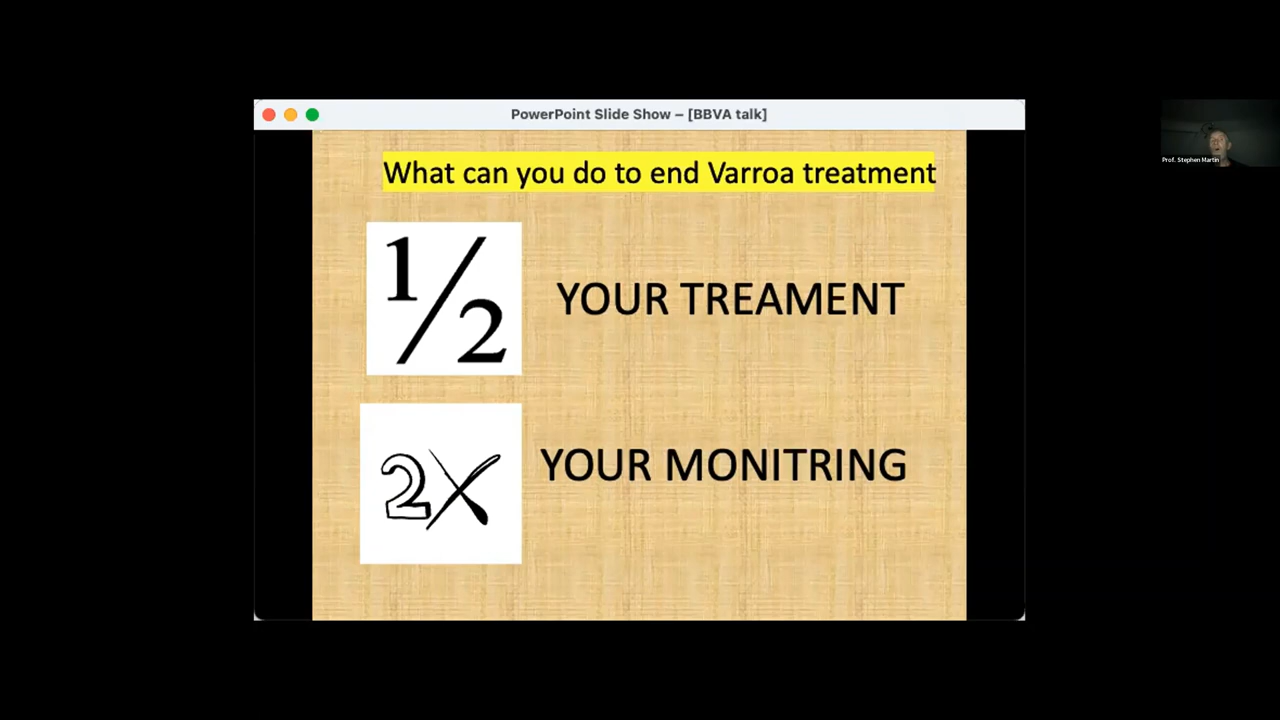 PowerPoint Slide Show – [BBVA talk]
What can you do to end Varroa treatment
1/2 YOUR TREAMENT
2X YOUR MONITRING
Prof. Stephen Martin